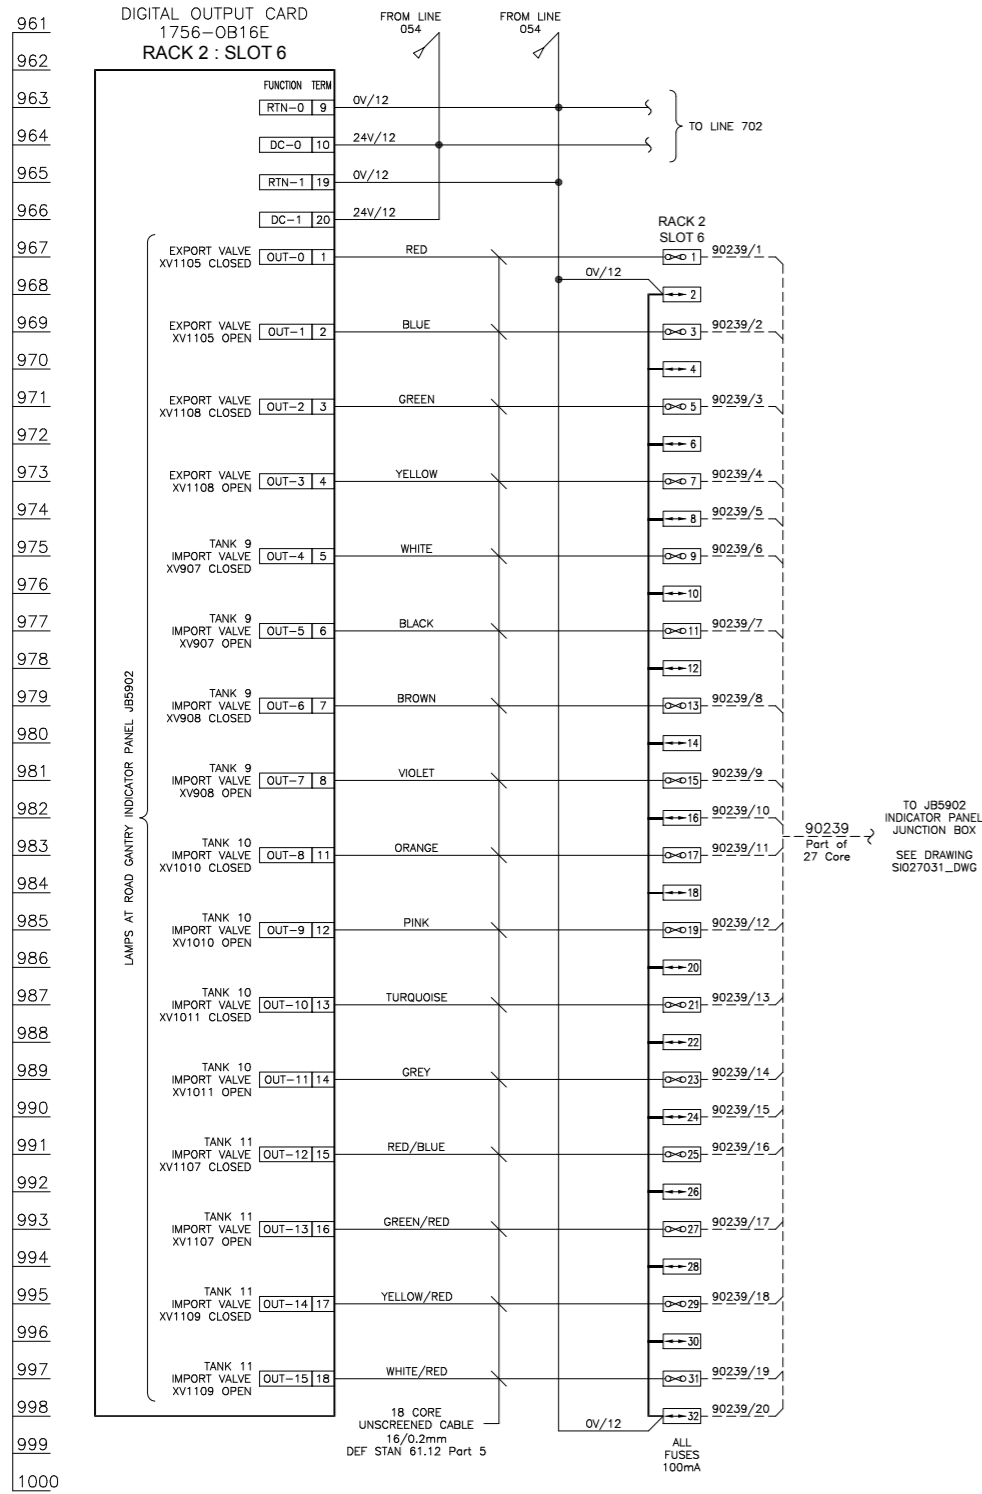 DIGITAL OUTPUT CARD
1756-OB16E
RACK 2 : SLOT 6
FROM LINE
054
FROM LINE
054
961
962
FUNCTION TERM
963
RTN-0 9 0V/12
964
DC-0 10 24V/12
TO LINE 702
965
RTN-1 19 0V/12
966
DC-1 20 24V/12
RACK 2
SLOT 6
967
EXPORT VALVE
XV1105 CLOSED
OUT-0 1 RED 1 90239/1
968
0V/12 2
969
EXPORT VALVE
XV1105 OPEN
OUT-1 2 BLUE 3 90239/2
970
4
971
EXPORT VALVE
XV1108 CLOSED
OUT-2 3 GREEN 5 90239/3
972
6
973
EXPORT VALVE
XV1108 OPEN
OUT-3 4 YELLOW 7 90239/4
974
8 90239/5
975
TANK 9
IMPORT VALVE
XV907 CLOSED
OUT-4 5 WHITE 9 90239/6
976
10
977
TANK 9
IMPORT VALVE
XV907 OPEN
OUT-5 6 BLACK 11 90239/7
978
12
979
TANK 9
IMPORT VALVE
XV908 CLOSED
OUT-6 7 BROWN 13 90239/8
980
14
981
TANK 9
IMPORT VALVE
XV908 OPEN
OUT-7 8 VIOLET 15 90239/9
982
16 90239/10
983
TANK 10
IMPORT VALVE
XV1010 CLOSED
OUT-8 11 ORANGE 17 90239/11
984
18
985
TANK 10
IMPORT VALVE
XV1010 OPEN
OUT-9 12 PINK 19 90239/12
986
20
987
TANK 10
IMPORT VALVE
XV1011 CLOSED
OUT-10 13 TURQUOISE 21 90239/13
988
22
989
TANK 10
IMPORT VALVE
XV1011 OPEN
OUT-11 14 GREY 23 90239/14
990
24 90239/15
991
TANK 11
IMPORT VALVE
XV1107 CLOSED
OUT-12 15 RED/BLUE 25 90239/16
992
26
993
TANK 11
IMPORT VALVE
XV1107 OPEN
OUT-13 16 GREEN/RED 27 90239/17
994
28
995
TANK 11
IMPORT VALVE
XV1109 CLOSED
OUT-14 17 YELLOW/RED 29 90239/18
996
30
997
TANK 11
IMPORT VALVE
XV1109 OPEN
OUT-15 18 WHITE/RED 31 90239/19
998
0V/12 32 90239/20
999
1000
LAMPS AT ROAD GANTRY INDICATOR PANEL JB5902
18 CORE
UNSCREENED CABLE
16/0.2mm
DEF STAN 61.12 Part 5
ALL
FUSES
100mA
90239
Part of
27 Core
TO JB5902
INDICATOR PANEL
JUNCTION BOX
SEE DRAWING
SI027031_DWG